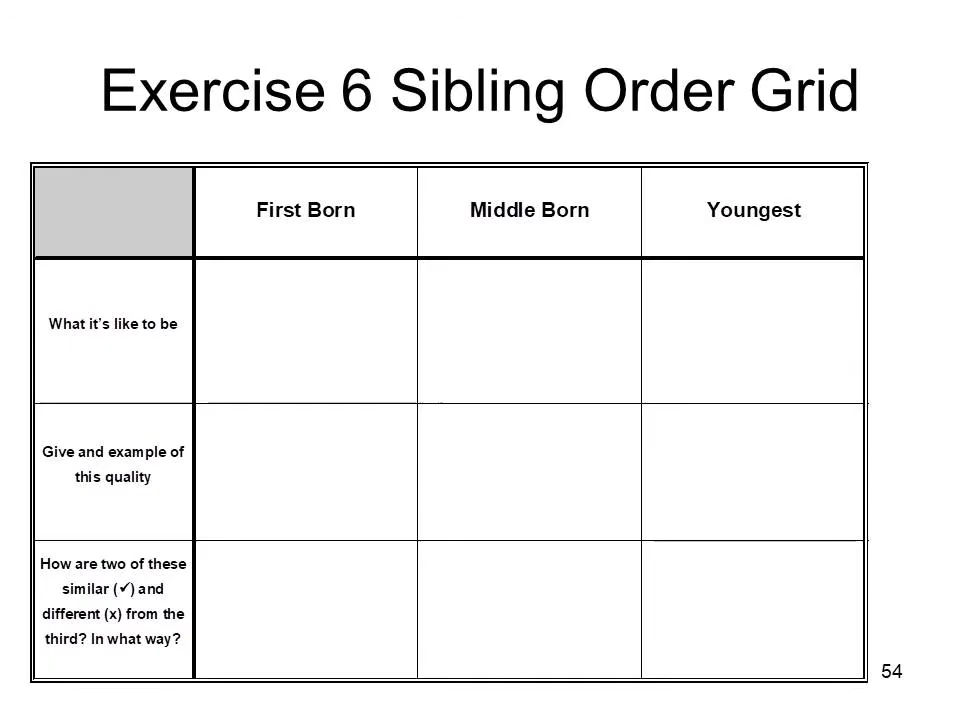 Exercise 6 Sibling Order Grid
First Born
Middle Born
Youngest
What it’s like to be
Give and example of
this quality
How are two of these
similar (✓) and
different (x) from the
third? In what way?
54